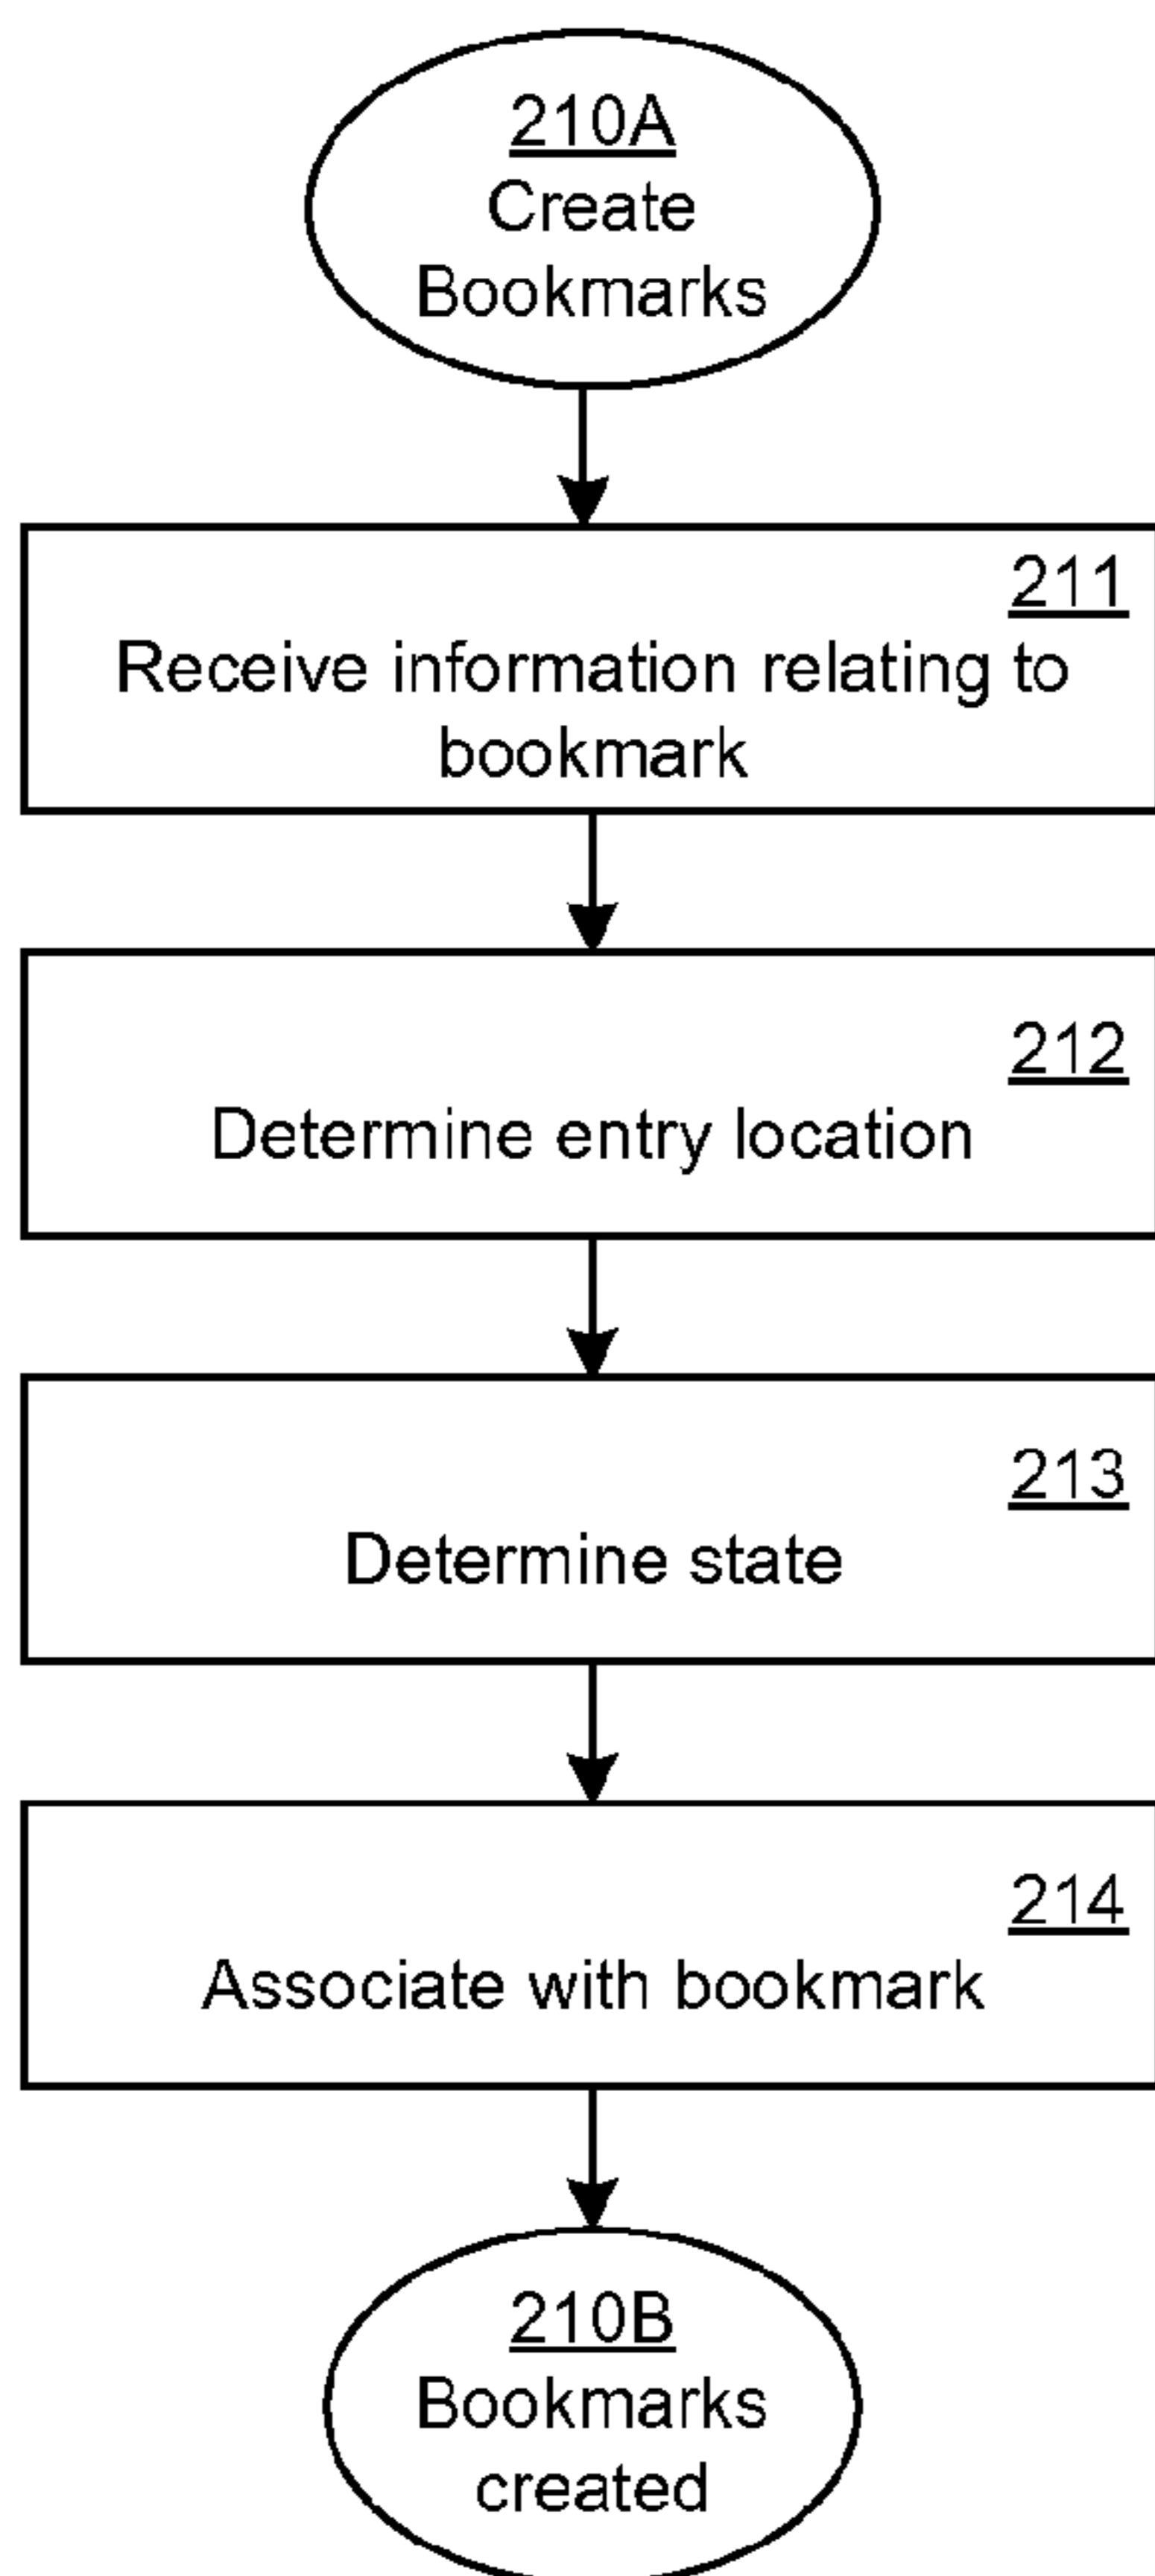 210A
Create
Bookmarks
211
Receive information relating to
bookmark
212
Determine entry location
213
Determine state
214
Associate with bookmark
210B
Bookmarks
created